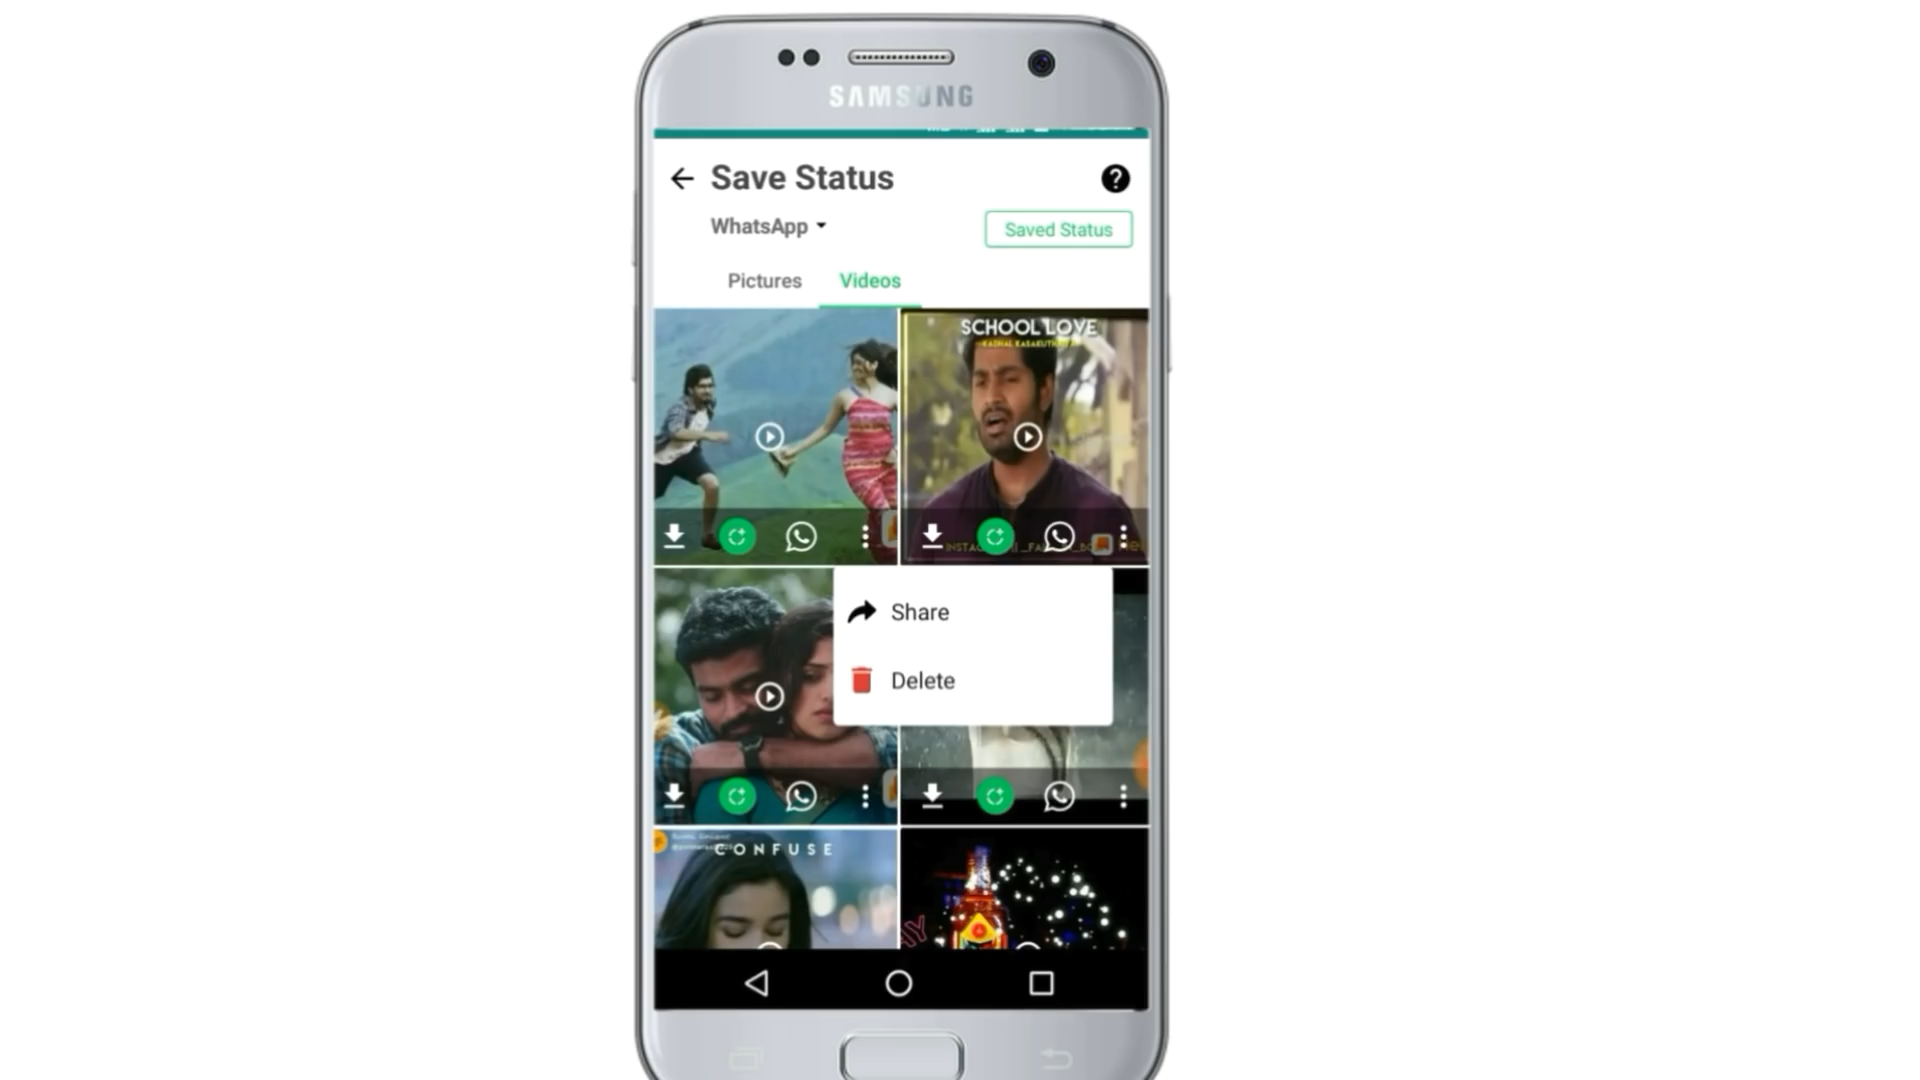 SAMSUNG
Save Status
WhatsApp
Saved Status
Pictures
Videos
SCHOOL LOVE
Share
Delete
CONFUSE